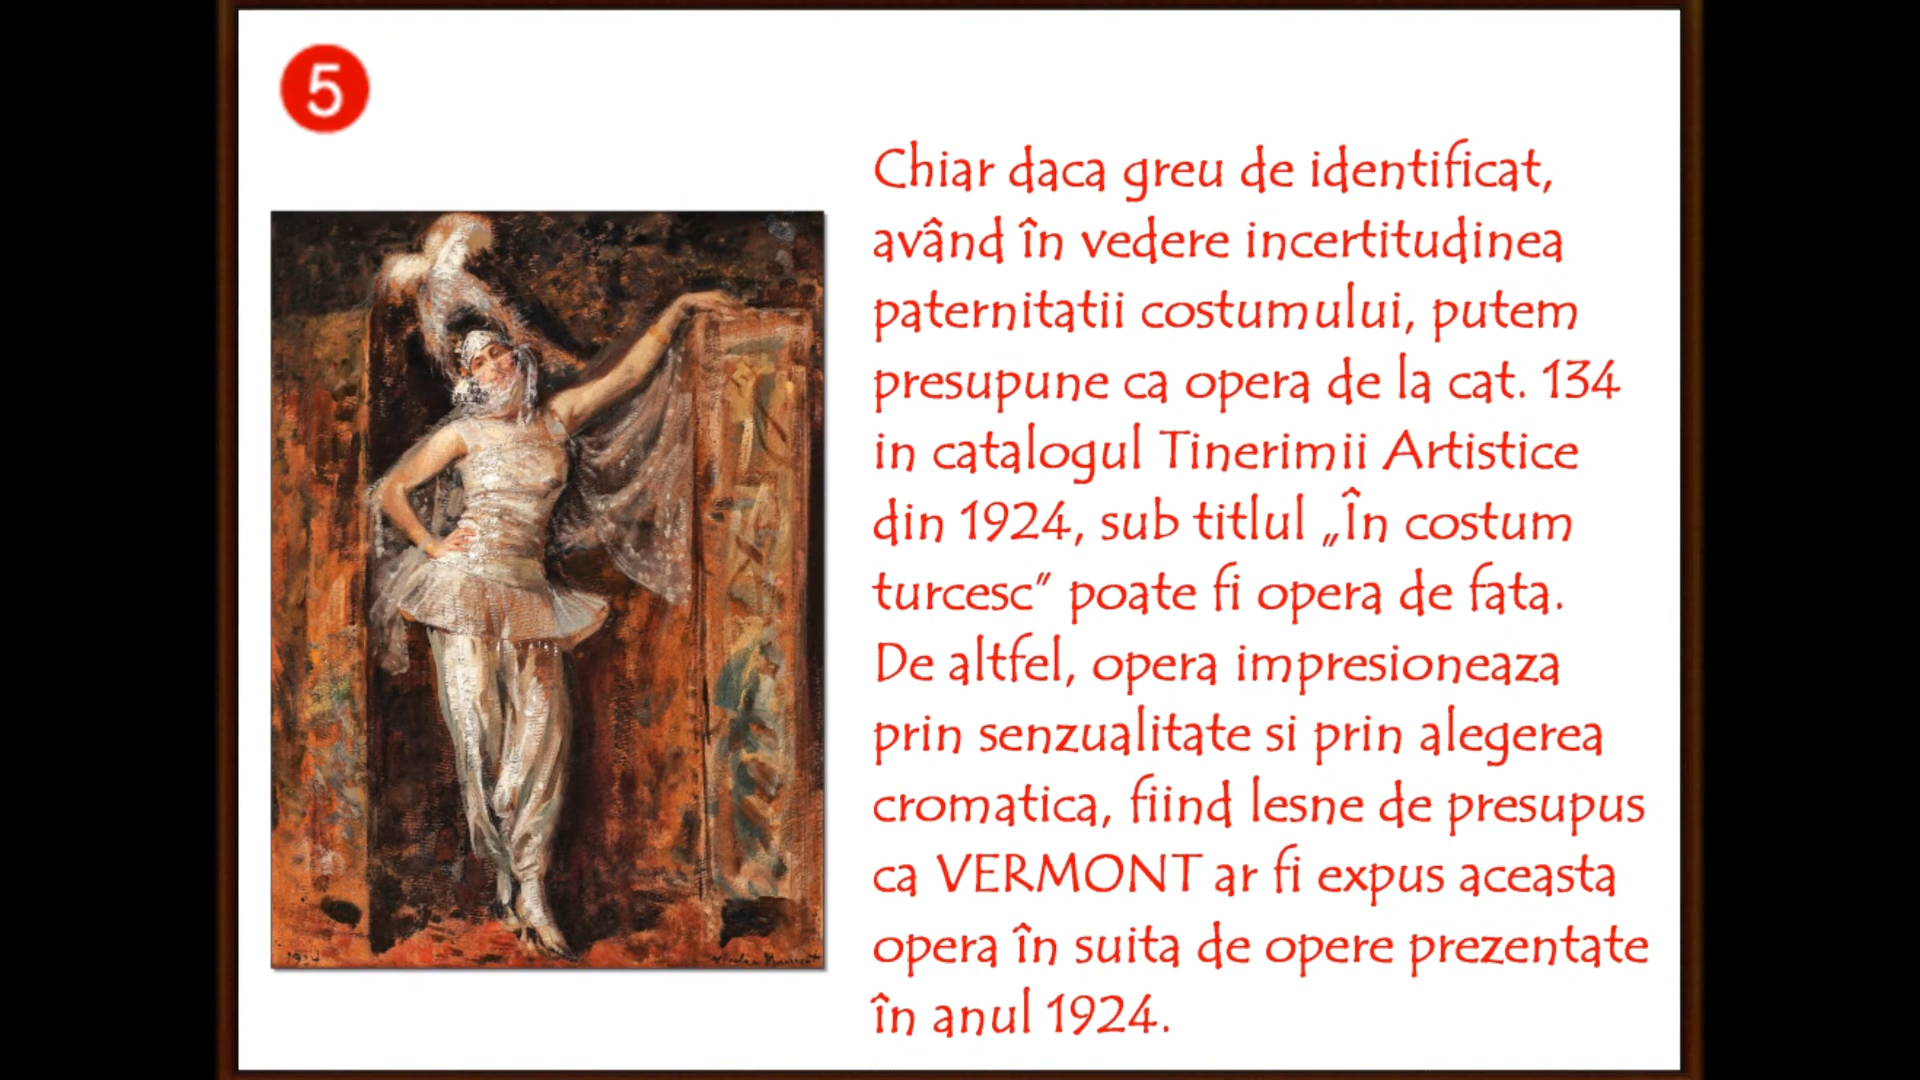 5
Chiar daca greu de identificat,
având în vedere incertitudinea
paternitatii costumului, putem
presupune ca opera de la cat. 134
in catalogul Tinerimii Artistice
din 1924, sub titlul „În costum
turcesc” poate fi opera de fata.
De altfel, opera impresioneaza
prin senzualitate si prin alegerea
cromatica, fiind lesne de presupus
ca VERMONT ar fi expus aceasta
opera în suita de opere prezentate
în anul 1924.